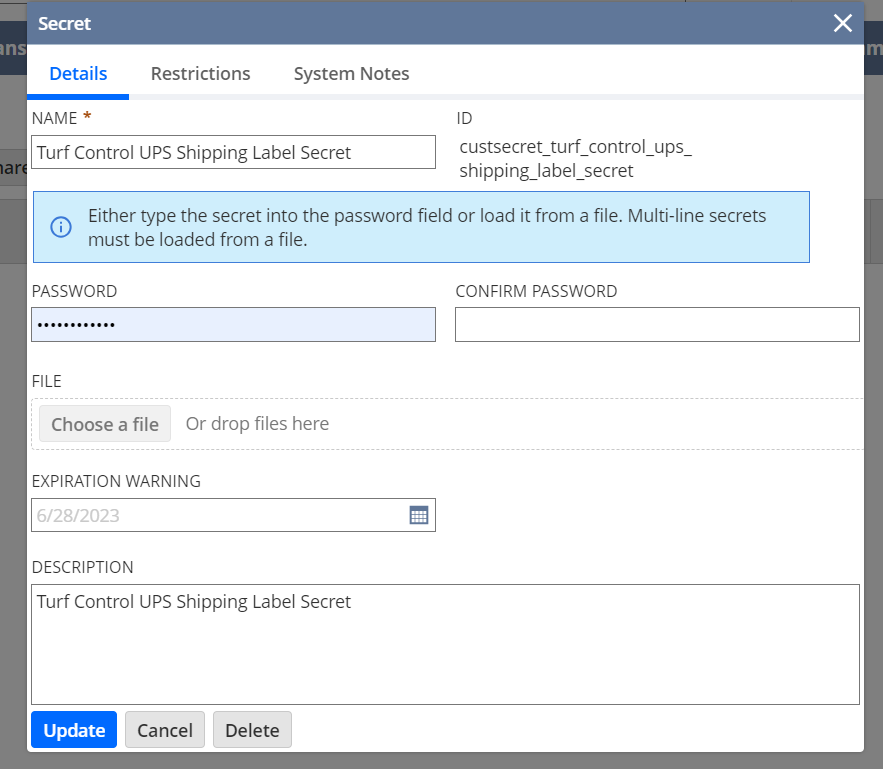 Secret
Details Restrictions System Notes
NAME *
Turf Control UPS Shipping Label Secret
ID
custsecret_turf_control_ups_
shipping_label_secret
Either type the secret into the password field or load it from a file. Multi-line secrets
must be loaded from a file.
PASSWORD
••••••••••••
CONFIRM PASSWORD
FILE
Choose a file Or drop files here
EXPIRATION WARNING
6/28/2023
DESCRIPTION
Turf Control UPS Shipping Label Secret
Update Cancel Delete